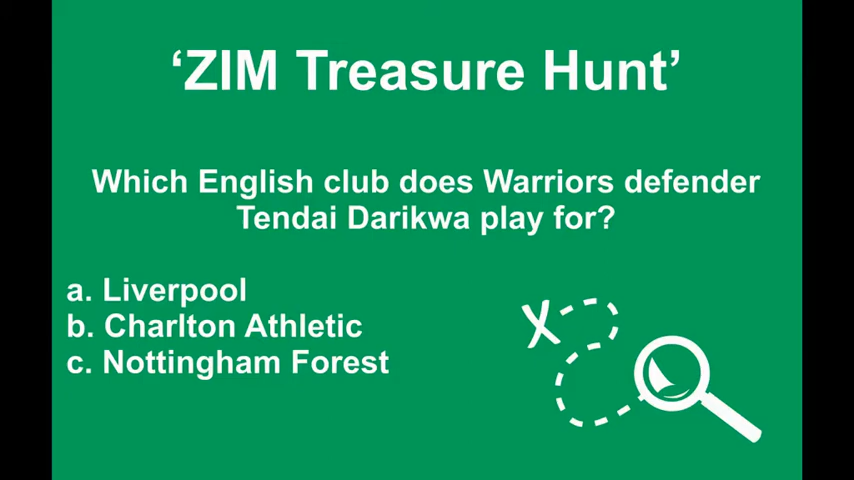 ‘ZIM Treasure Hunt’
Which English club does Warriors defender
Tendai Darikwa play for?
a. Liverpool
b. Charlton Athletic
c. Nottingham Forest